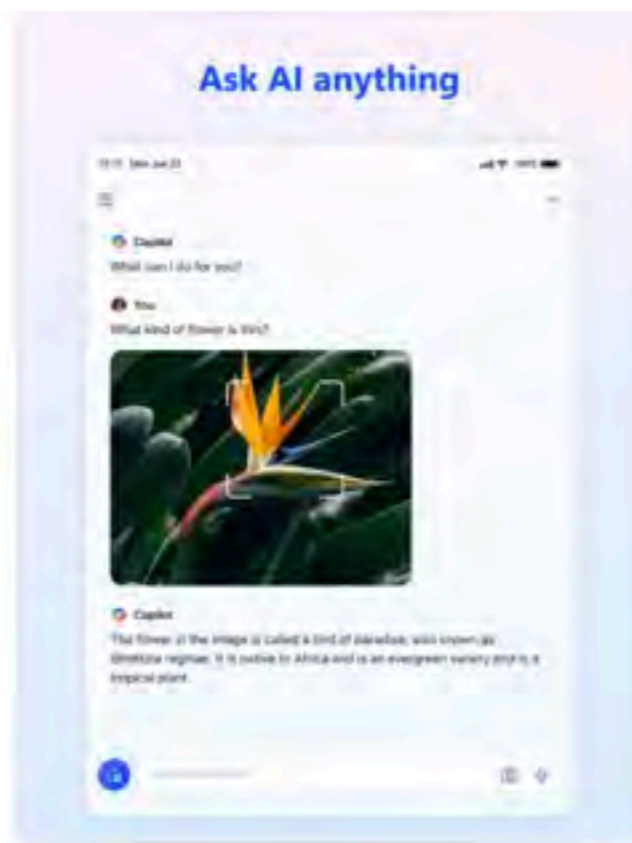 Ask AI anything
Copilot
What can I do for you?
You
What kind of flower is this?
Copilot
The flower in the image is called a bird of paradise, also known as
Strelitzia reginae. It is native to Africa and is an evergreen variety and is a
tropical plant.